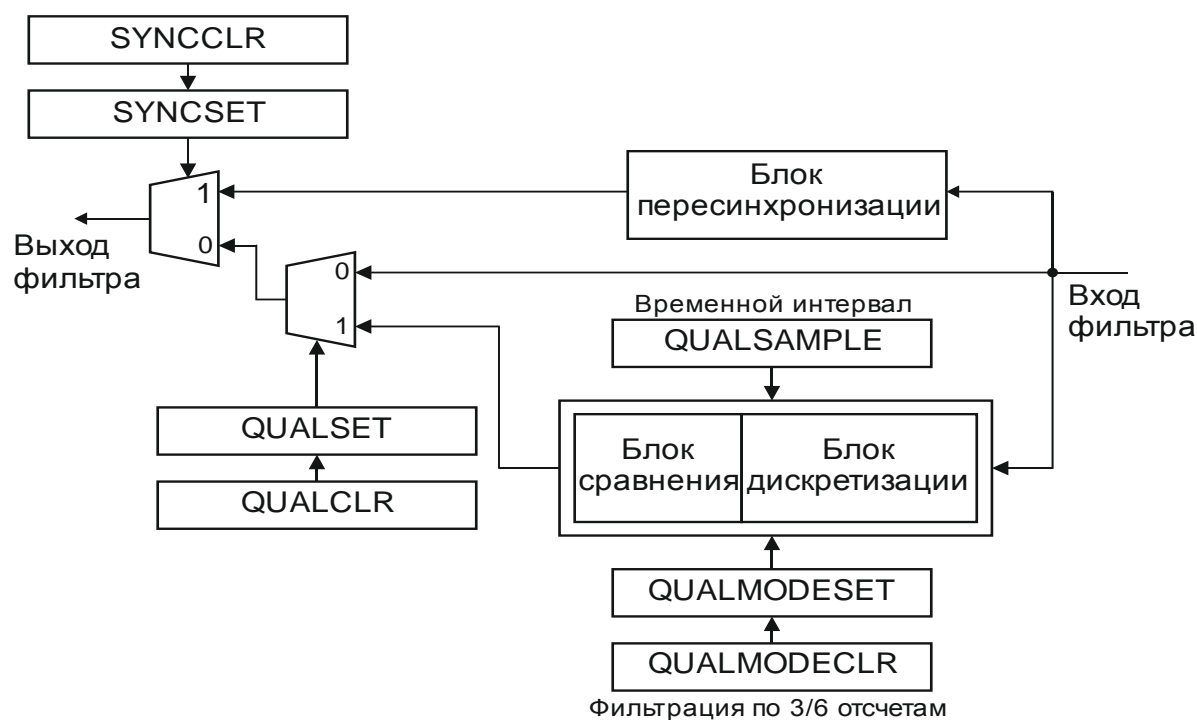 SYNCCLR
SYNCSET
1
0
Выход
фильтра
Блок
пересинхронизации
0
1
Вход
фильтра
Временной интервал
QUALSAMPLE
QUALSET
QUALCLR
Блок
сравнения
Блок
дискретизации
QUALMODESET
QUALMODECLR
Фильтрация по 3/6 отсчетам